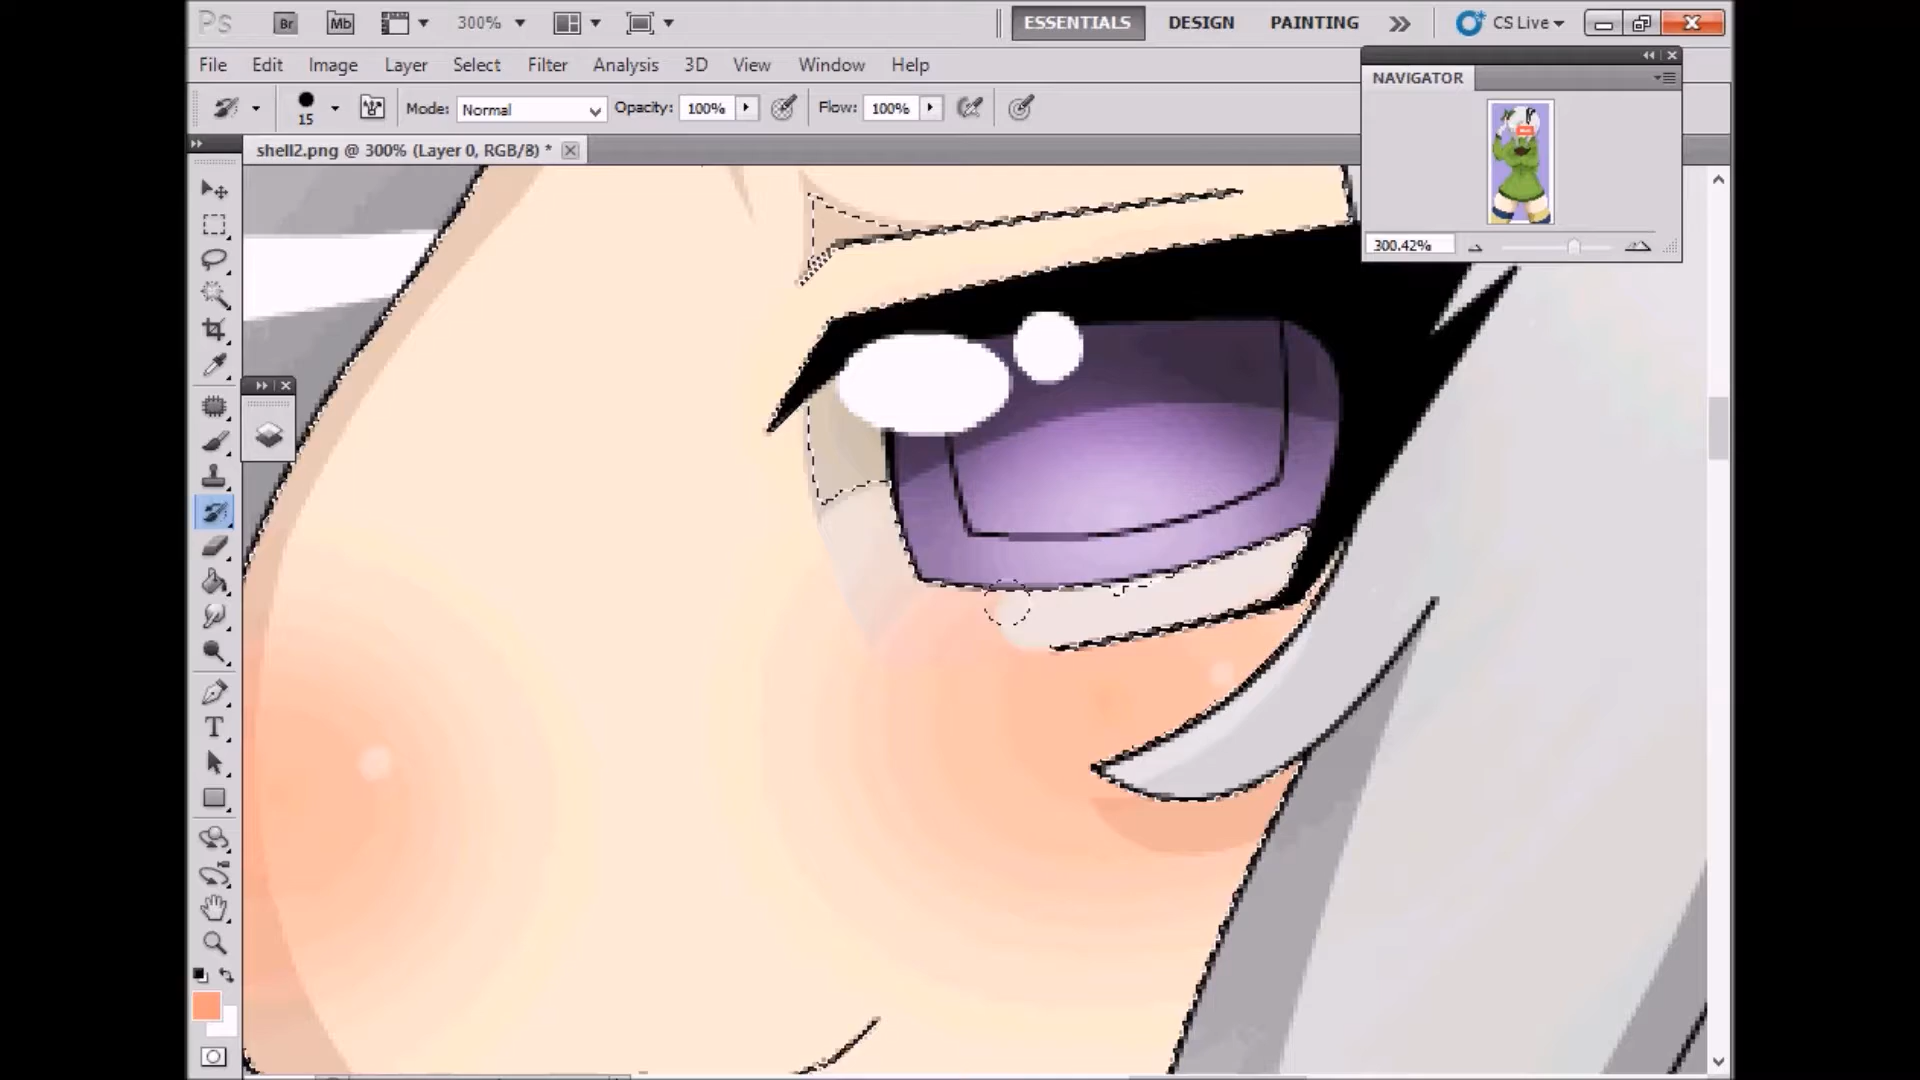 Ps Br Mb 300% ESSENTIALS DESIGN PAINTING CS Live
File Edit Image Layer Select Filter Analysis 3D View Window Help
NAVIGATOR
15 Mode: Normal Opacity: 100% Flow: 100%
shell2.png @ 300% (Layer 0, RGB/8) *
300.42%
T